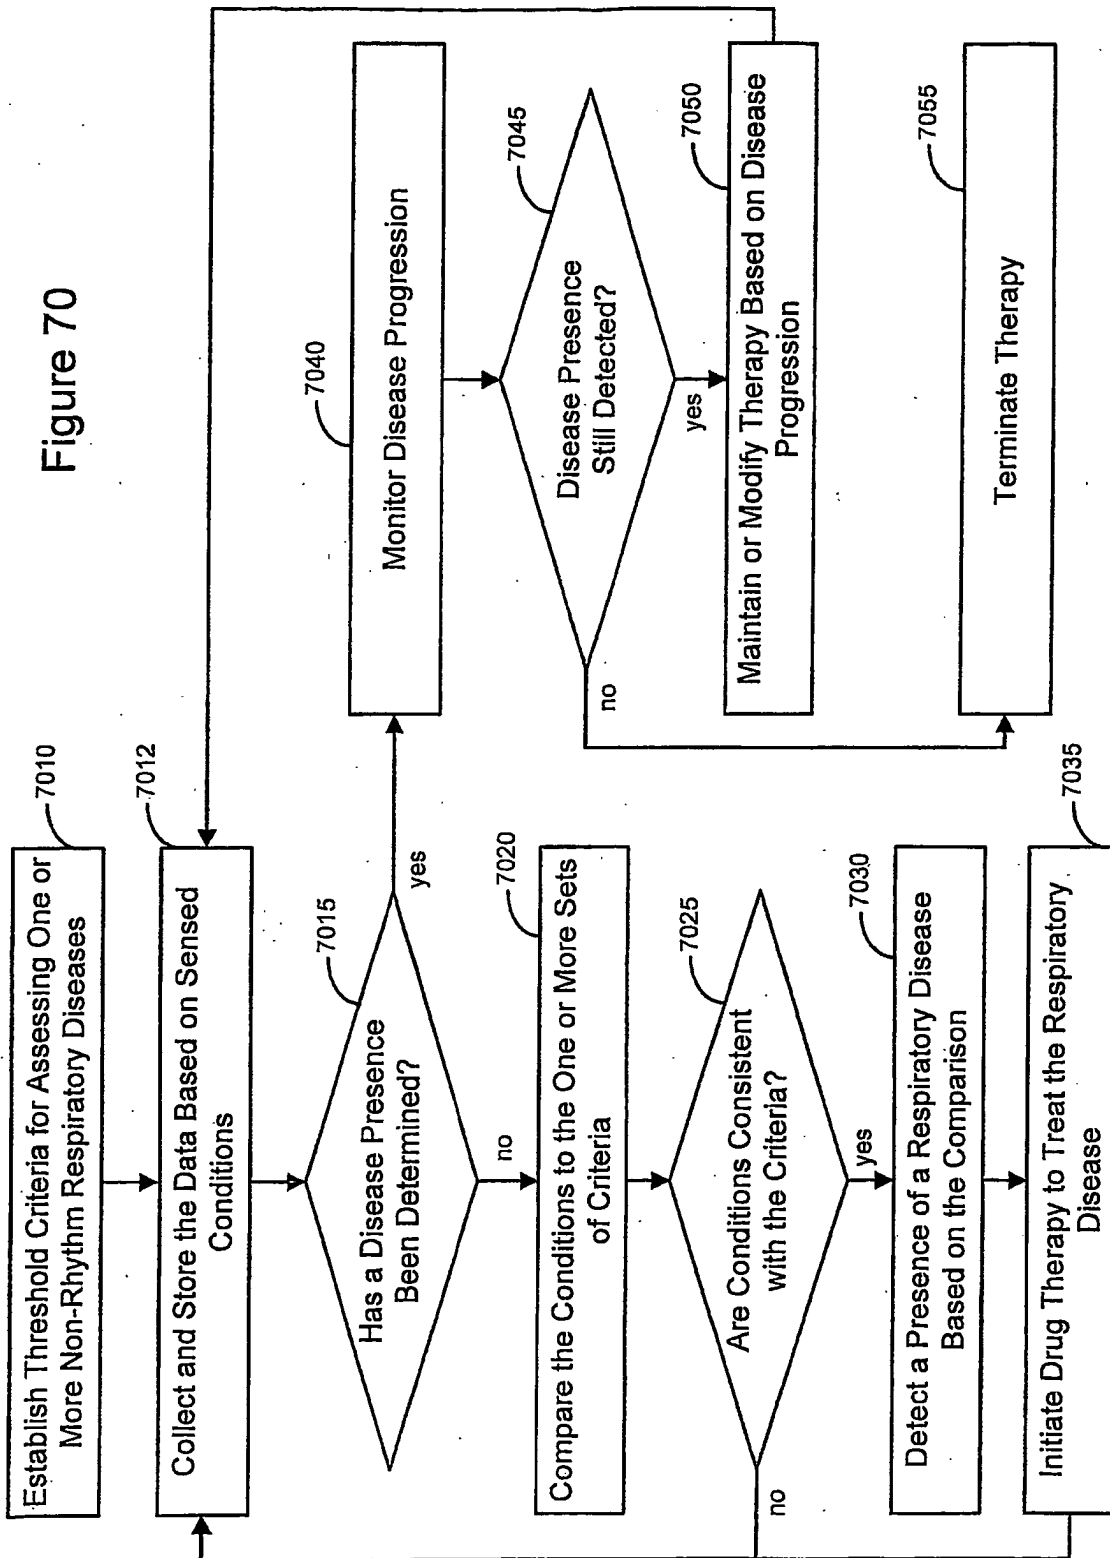 Figure 70
Establish Threshold Criteria for Assessing One or
More Non-Rhythm Respiratory Diseases
7010
Collect and Store the Data Based on Sensed
Conditions
7012
Has a Disease Presence
Been Determined?
7015
yes
no
Compare the Conditions to the One or More Sets
of Criteria
7020
Are Conditions Consistent
with the Criteria?
7025
no
yes
Detect a Presence of a Respiratory Disease
Based on the Comparison
7030
Initiate Drug Therapy to Treat the Respiratory
Disease
7035
Monitor Disease Progression
7040
Disease Presence
Still Detected?
7045
no
yes
Maintain or Modify Therapy Based on Disease
Progression
7050
Terminate Therapy
7055